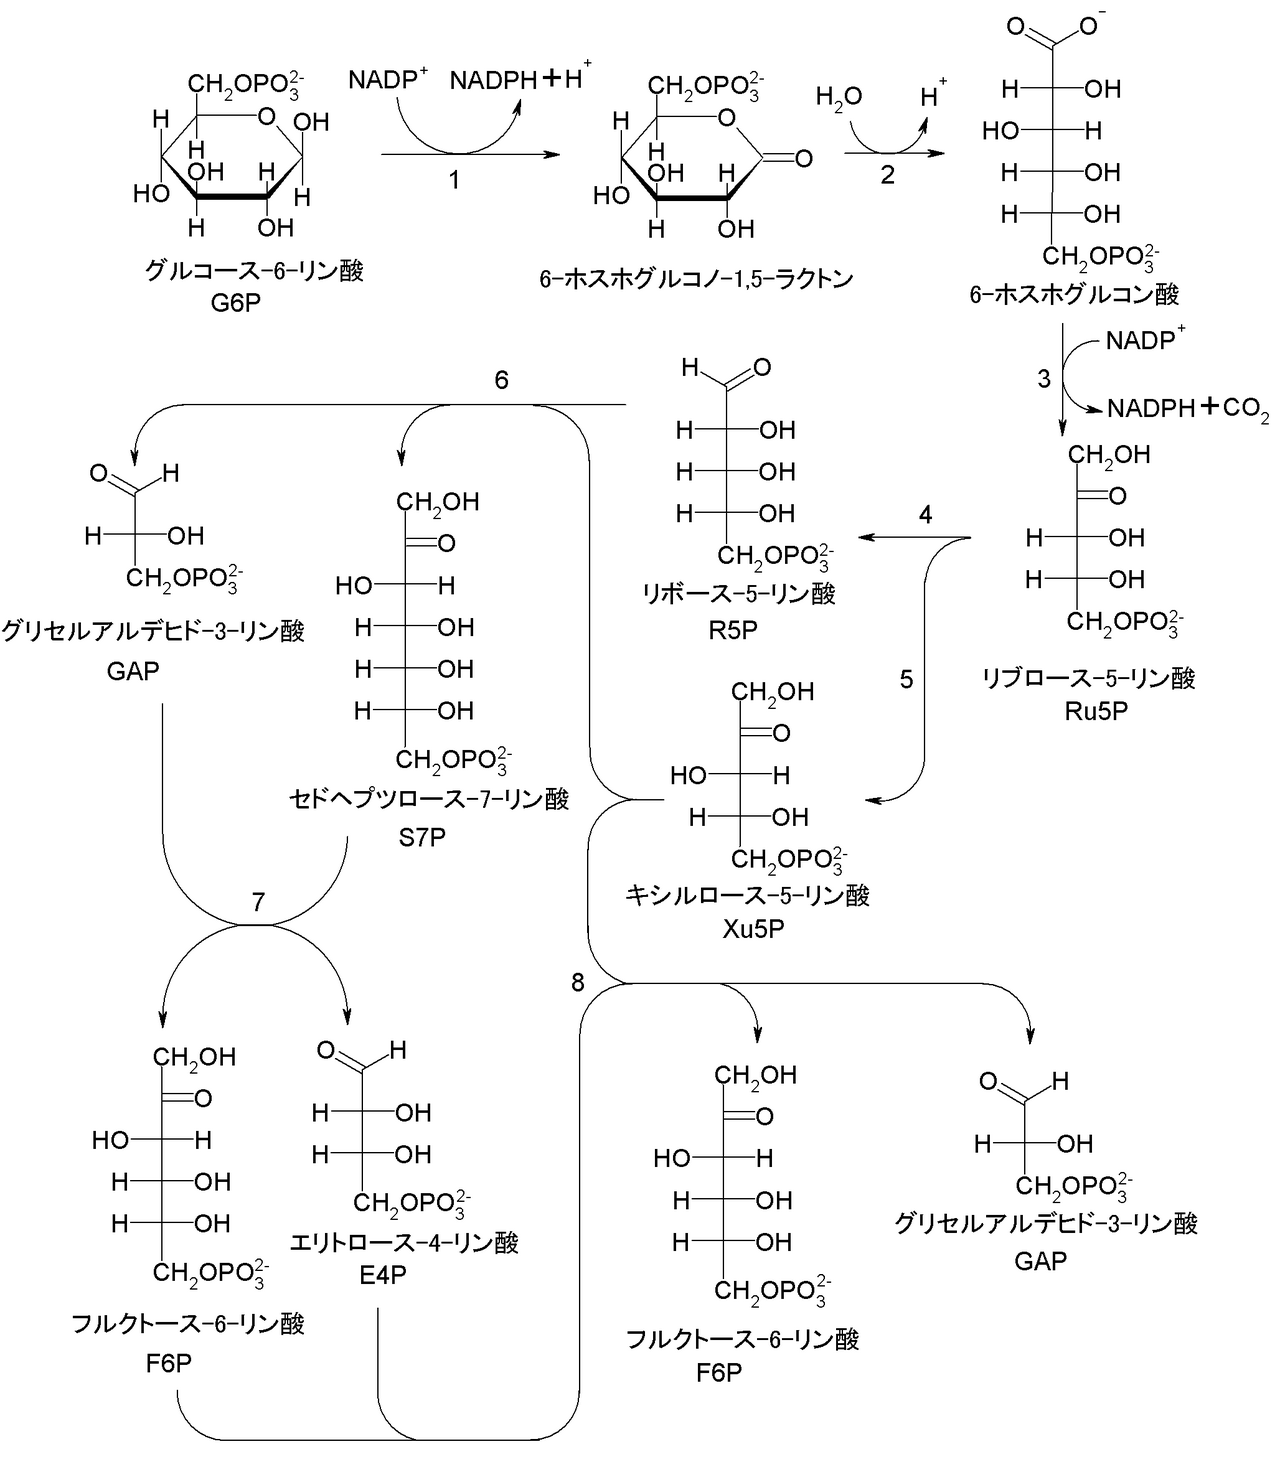 CH2OPO3 2-
H
O
OH
H
H
OH
H
HO
H
H
OH
グルコース-6-リン酸
G6P
NADP+
NADPH+H+
1
CH2OPO3 2-
H
O
H
OH
H
O
HO
H
OH
6-ホスホグルコノ-1,5-ラクトン
H2O
H+
2
O
O-
H OH
HO H
H OH
H OH
CH2OPO3 2-
6-ホスホグルコン酸
3
NADP+
NADPH+CO2
CH2OH
O
H OH
H OH
CH2OPO3 2-
リブロース-5-リン酸
Ru5P
4
5
H O
H OH
H OH
H OH
CH2OPO3 2-
リボース-5-リン酸
R5P
CH2OH
O
HO H
H OH
CH2OPO3 2-
キシルロース-5-リン酸
Xu5P
6
O H
H OH
CH2OPO3 2-
グリセルアルデヒド-3-リン酸
GAP
CH2OH
O
HO H
H OH
H OH
H OH
CH2OPO3 2-
セドヘプツロース-7-リン酸
S7P
7
CH2OH
O
HO H
H OH
H OH
CH2OPO3 2-
フルクトース-6-リン酸
F6P
O H
H OH
H OH
CH2OPO3 2-
エリトロース-4-リン酸
E4P
8
CH2OH
O
HO H
H OH
H OH
CH2OPO3 2-
フルクトース-6-リン酸
F6P
O H
H OH
CH2OPO3 2-
グリセルアルデヒド-3-リン酸
GAP